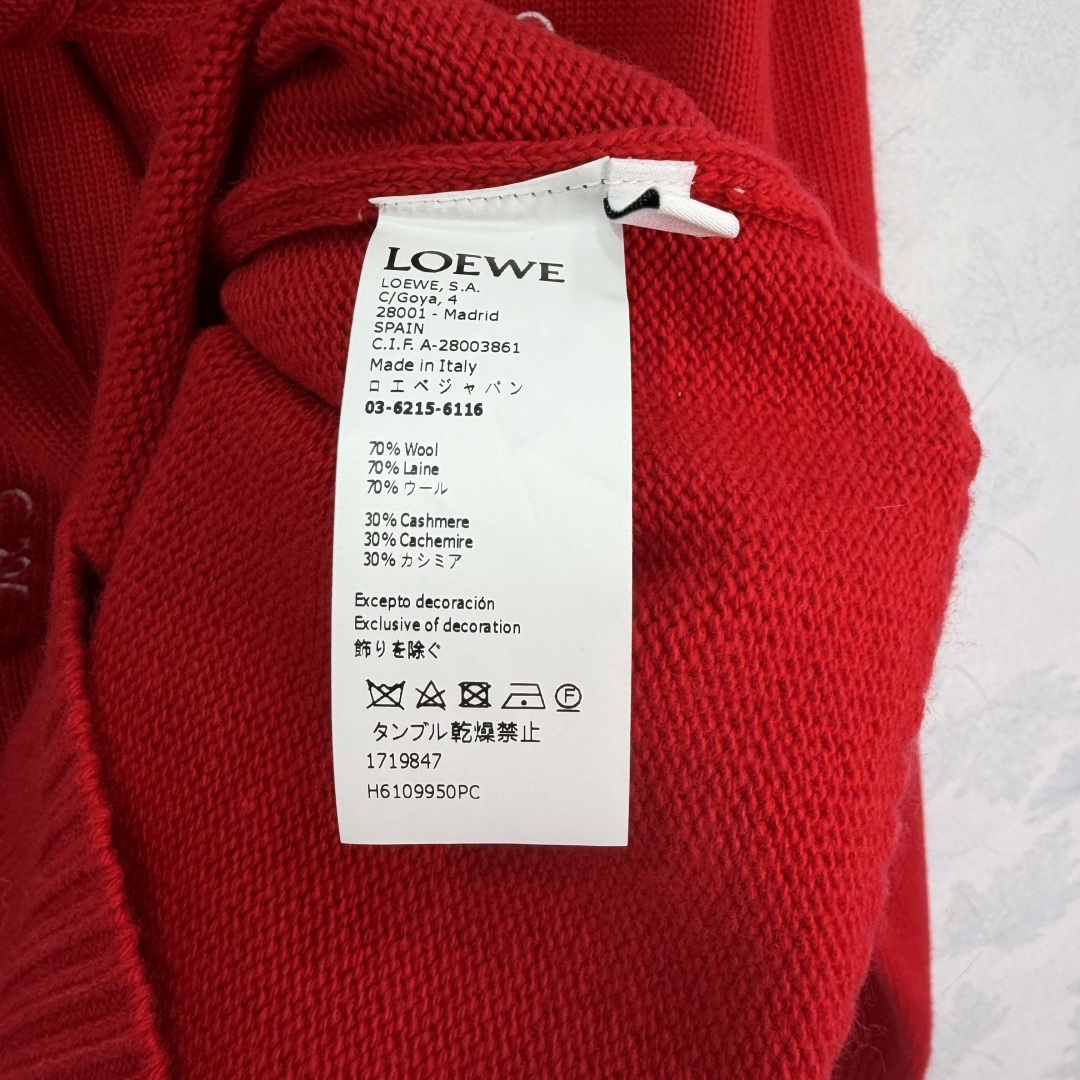 LOEWE
LOEWE, S.A.
C/Goya, 4
28001 - Madrid
SPAIN
C.I.F. A-28003861
Made in Italy
ロエベジャパン
03-6215-6116
70% Wool
70% Laine
70% ウール
30% Cashmere
30% Cachemire
30% カシミア
Excepto decoración
Exclusive of decoration
飾りを除ぐ
F
タンブル乾燥禁止
1719847
H6109950PC